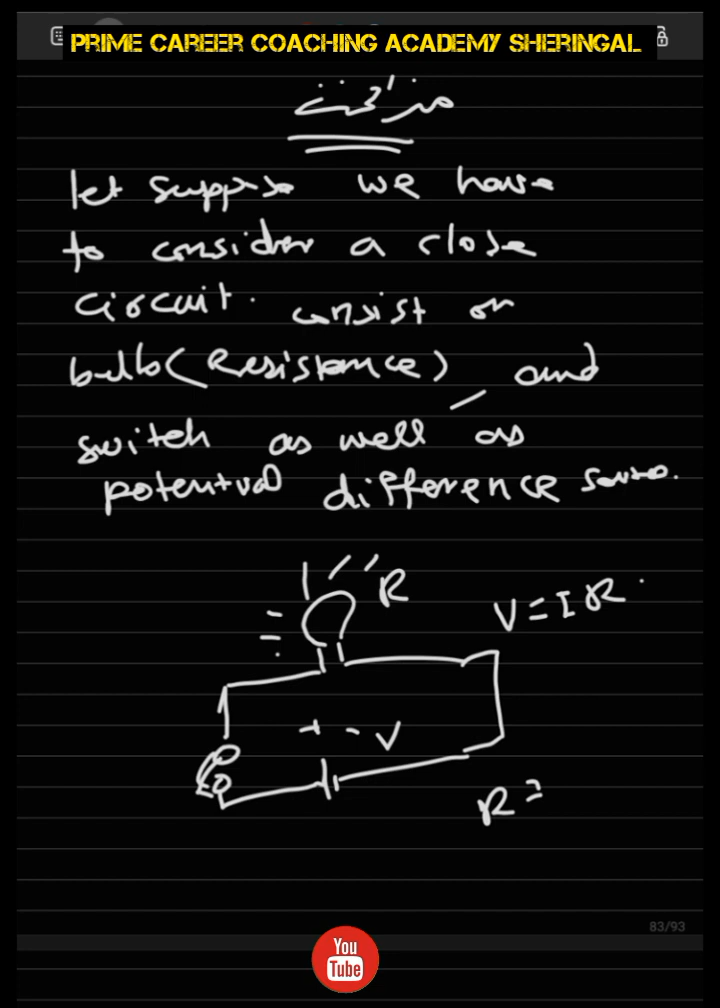 PRIME CAREER COACHING ACADEMY SHERINGAL
مزاحمت
let suppose we have
to consider a close
circuit. consist on
bulb (Resistance) and
switch as well as
potential difference source.
R
V = IR.
+ - V
R =
83/93
You
Tube